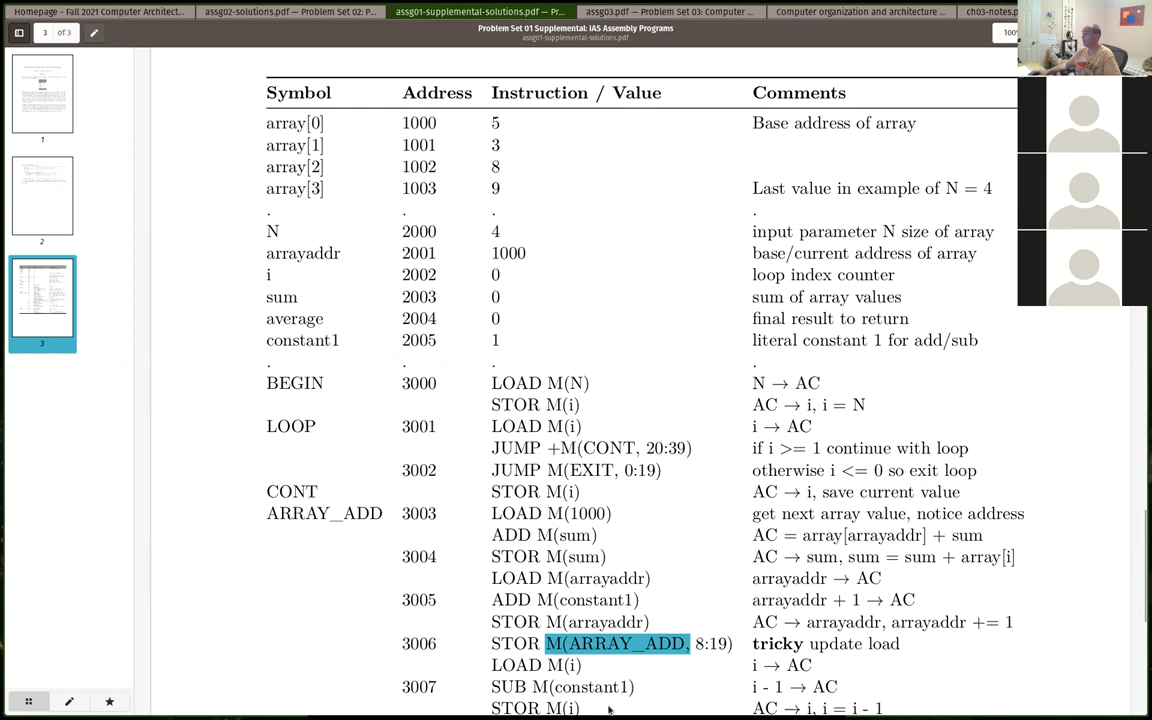 Homepage - Fall 2021 Computer Architect...
assg02-solutions.pdf — Problem Set 02: P...
assg01-supplemental-solutions.pdf — Pr...
assg03.pdf — Problem Set 03: Computer ...
Computer organization and architecture ...
ch03-notes.p
3 of 3
Problem Set 01 Supplemental: IAS Assembly Programs
assg01-supplemental-solutions.pdf
100
1
2
3
Symbol Address Instruction / Value Comments
array[0] 1000 5 Base address of array
array[1] 1001 3
array[2] 1002 8
array[3] 1003 9 Last value in example of N = 4
. . . .
N 2000 4 input parameter N size of array
arrayaddr 2001 1000 base/current address of array
i 2002 0 loop index counter
sum 2003 0 sum of array values
average 2004 0 final result to return
constant1 2005 1 literal constant 1 for add/sub
. . . .
BEGIN 3000 LOAD M(N) N → AC
STOR M(i) AC → i, i = N
LOOP 3001 LOAD M(i) i → AC
JUMP +M(CONT, 20:39) if i >= 1 continue with loop
3002 JUMP M(EXIT, 0:19) otherwise i <= 0 so exit loop
CONT STOR M(i) AC → i, save current value
ARRAY_ADD 3003 LOAD M(1000) get next array value, notice address
ADD M(sum) AC = array[arrayaddr] + sum
3004 STOR M(sum) AC → sum, sum = sum + array[i]
LOAD M(arrayaddr) arrayaddr → AC
3005 ADD M(constant1) arrayaddr + 1 → AC
STOR M(arrayaddr) AC → arrayaddr, arrayaddr += 1
3006 STOR M(ARRAY_ADD, 8:19) tricky update load
LOAD M(i) i → AC
3007 SUB M(constant1) i - 1 → AC
STOR M(i) AC → i, i = i - 1